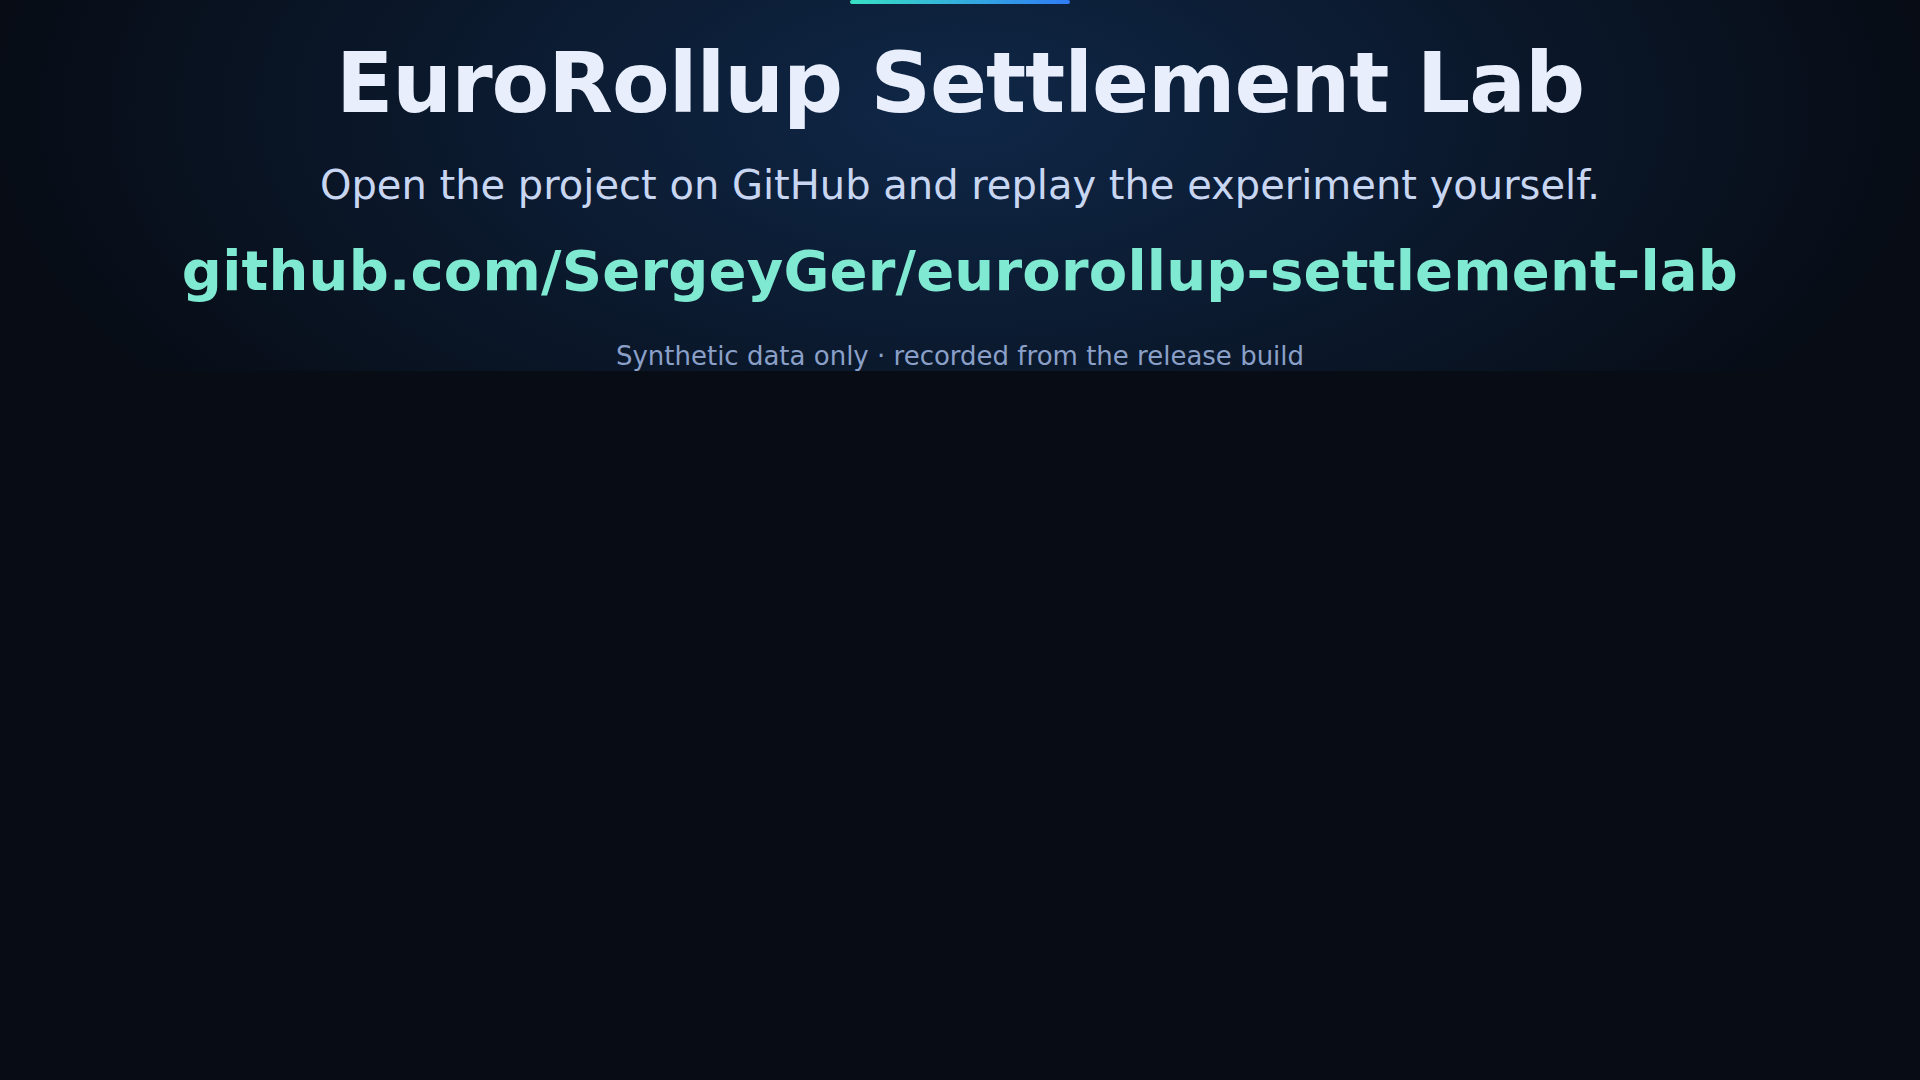 EuroRollup Settlement Lab
Open the project on GitHub and replay the experiment yourself.
github.com/SergeyGer/eurorollup-settlement-lab
Synthetic data only · recorded from the release build